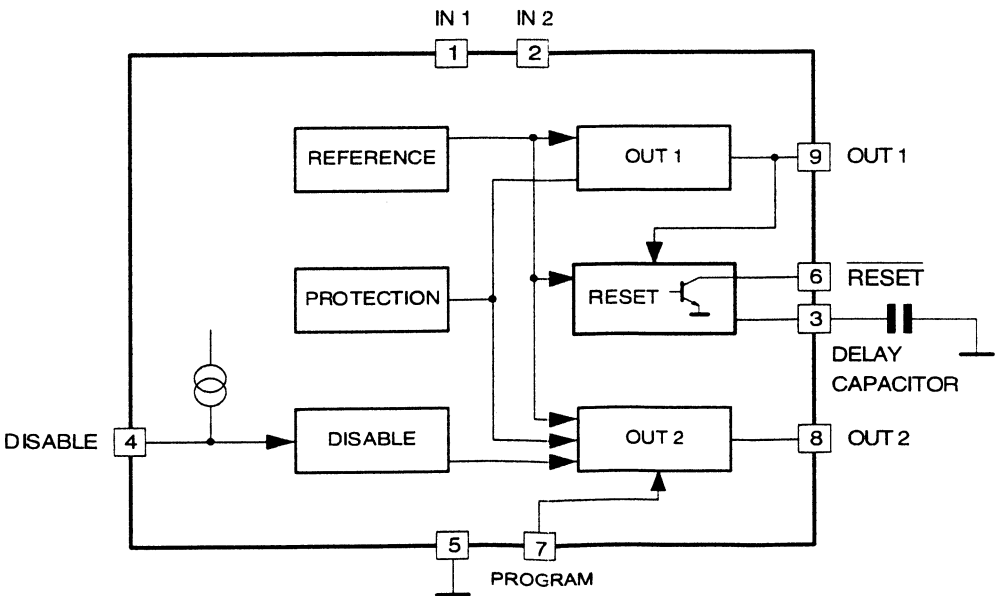 IN 1 IN 2
1 2
REFERENCE OUT 1 9 OUT 1
PROTECTION RESET 6 RESET
3
DELAY
CAPACITOR
DISABLE 4 DISABLE OUT 2 8 OUT 2
5 7
PROGRAM